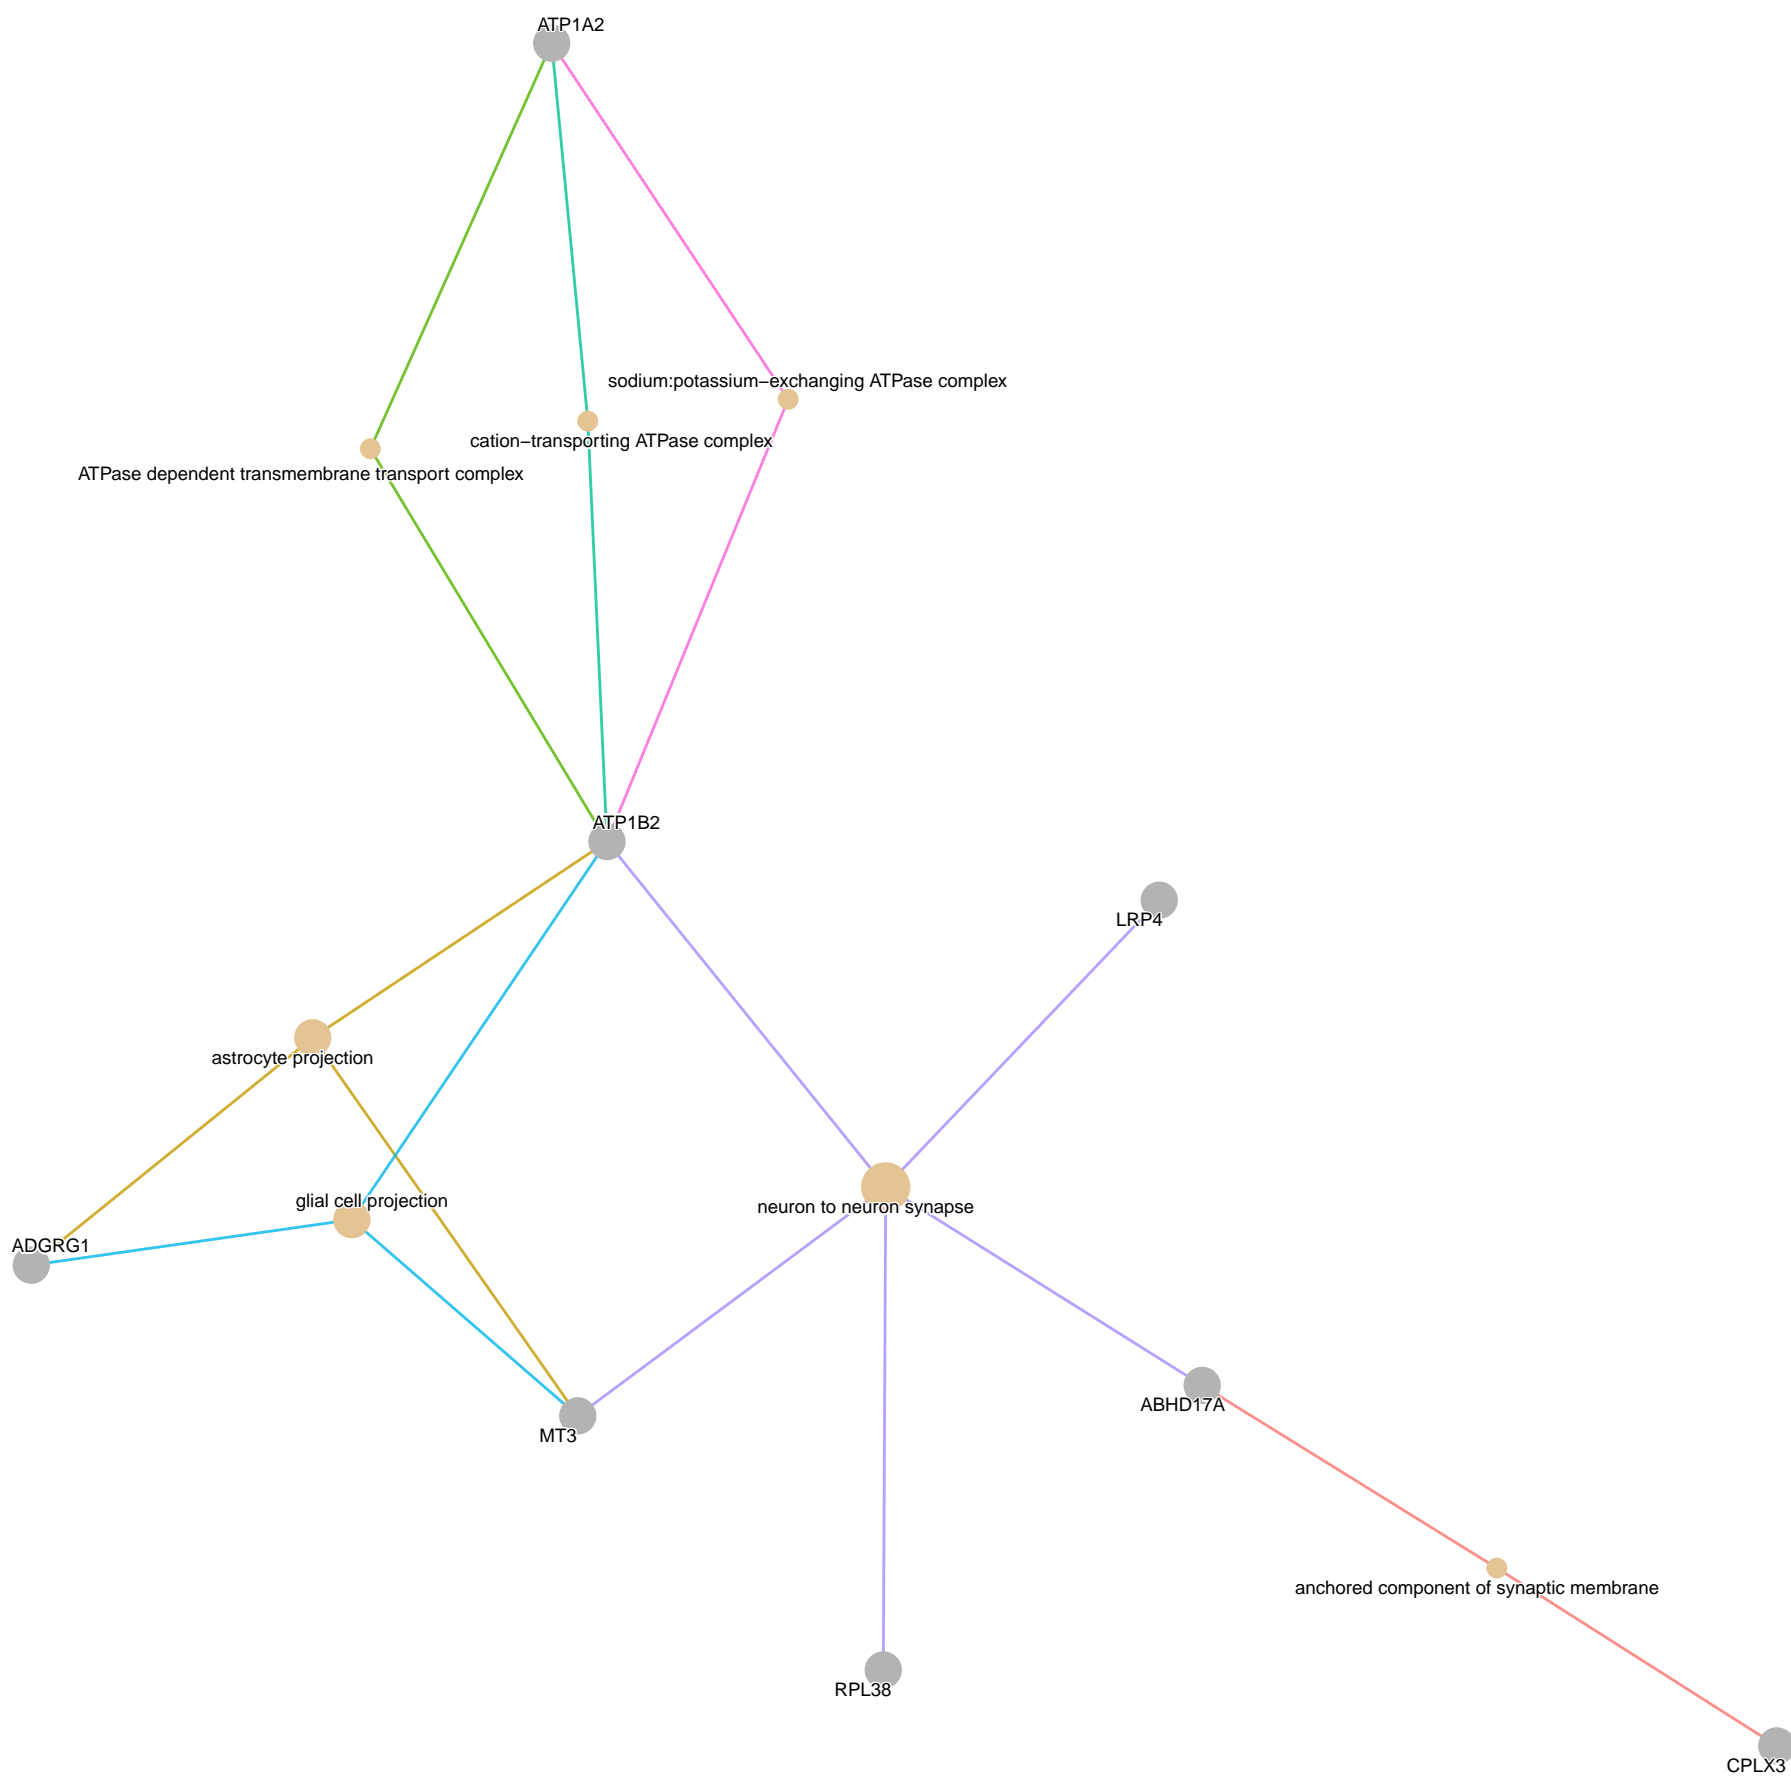 ATP1A2
sodium:potassium−exchanging ATPase complex
cation−transporting ATPase complex
ATPase dependent transmembrane transport complex
ATP1B2
LRP4
astrocyte projection
glial cell projection
neuron to neuron synapse
ADGRG1
ABHD17A
MT3
anchored component of synaptic membrane
RPL38
CPLX3